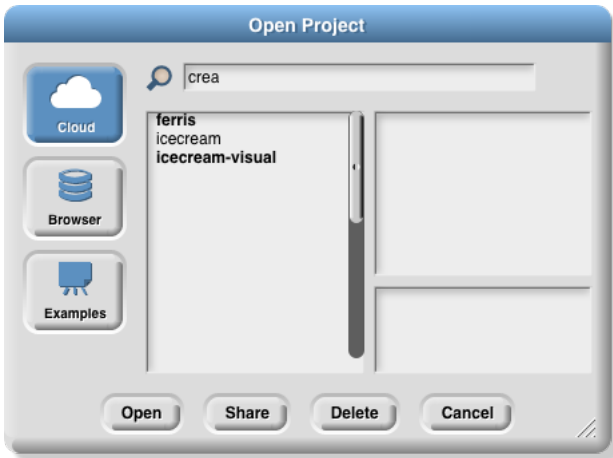 Open Project
crea
Cloud
Browser
Examples
ferris
icecream
icecream-visual
Open
Share
Delete
Cancel